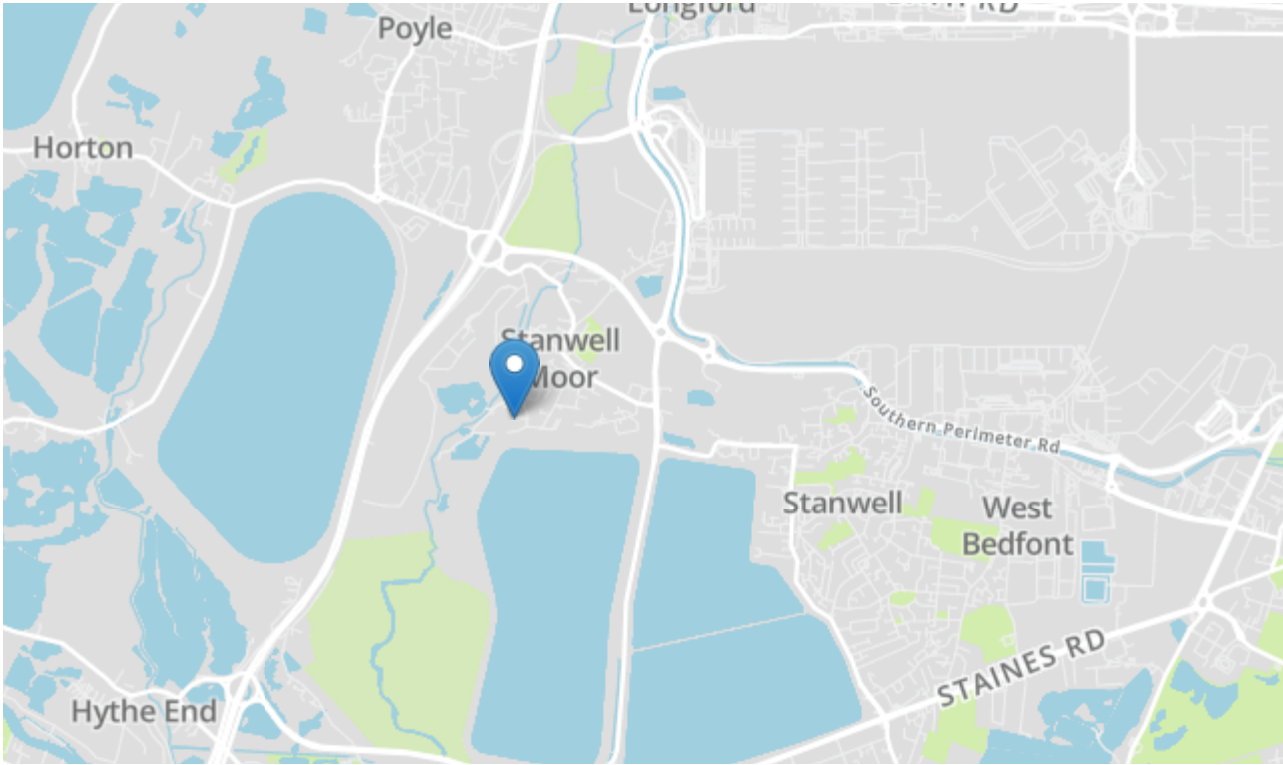 Longford
Poyle
Horton
Stanwell
Moor
Southern Perimeter Rd
Stanwell
West
Bedfont
STAINES RD
Hythe End